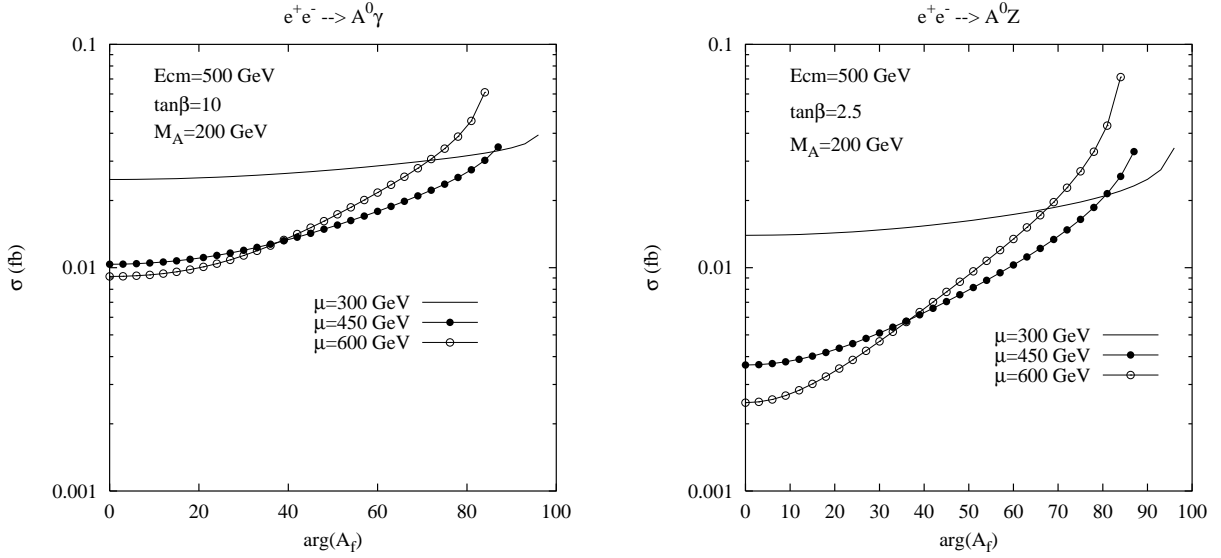 e⁺e⁻ --> A⁰γ
0.1
0.01
0.001
σ (fb)
Ecm=500 GeV
tanβ=10
M_A=200 GeV
μ=300 GeV
μ=450 GeV
μ=600 GeV
0 20 40 60 80 100
arg(A_f)
e⁺e⁻ --> A⁰Z
0.1
0.01
0.001
σ (fb)
Ecm=500 GeV
tanβ=2.5
M_A=200 GeV
μ=300 GeV
μ=450 GeV
μ=600 GeV
0 10 20 30 40 50 60 70 80 90 100
arg(A_f)